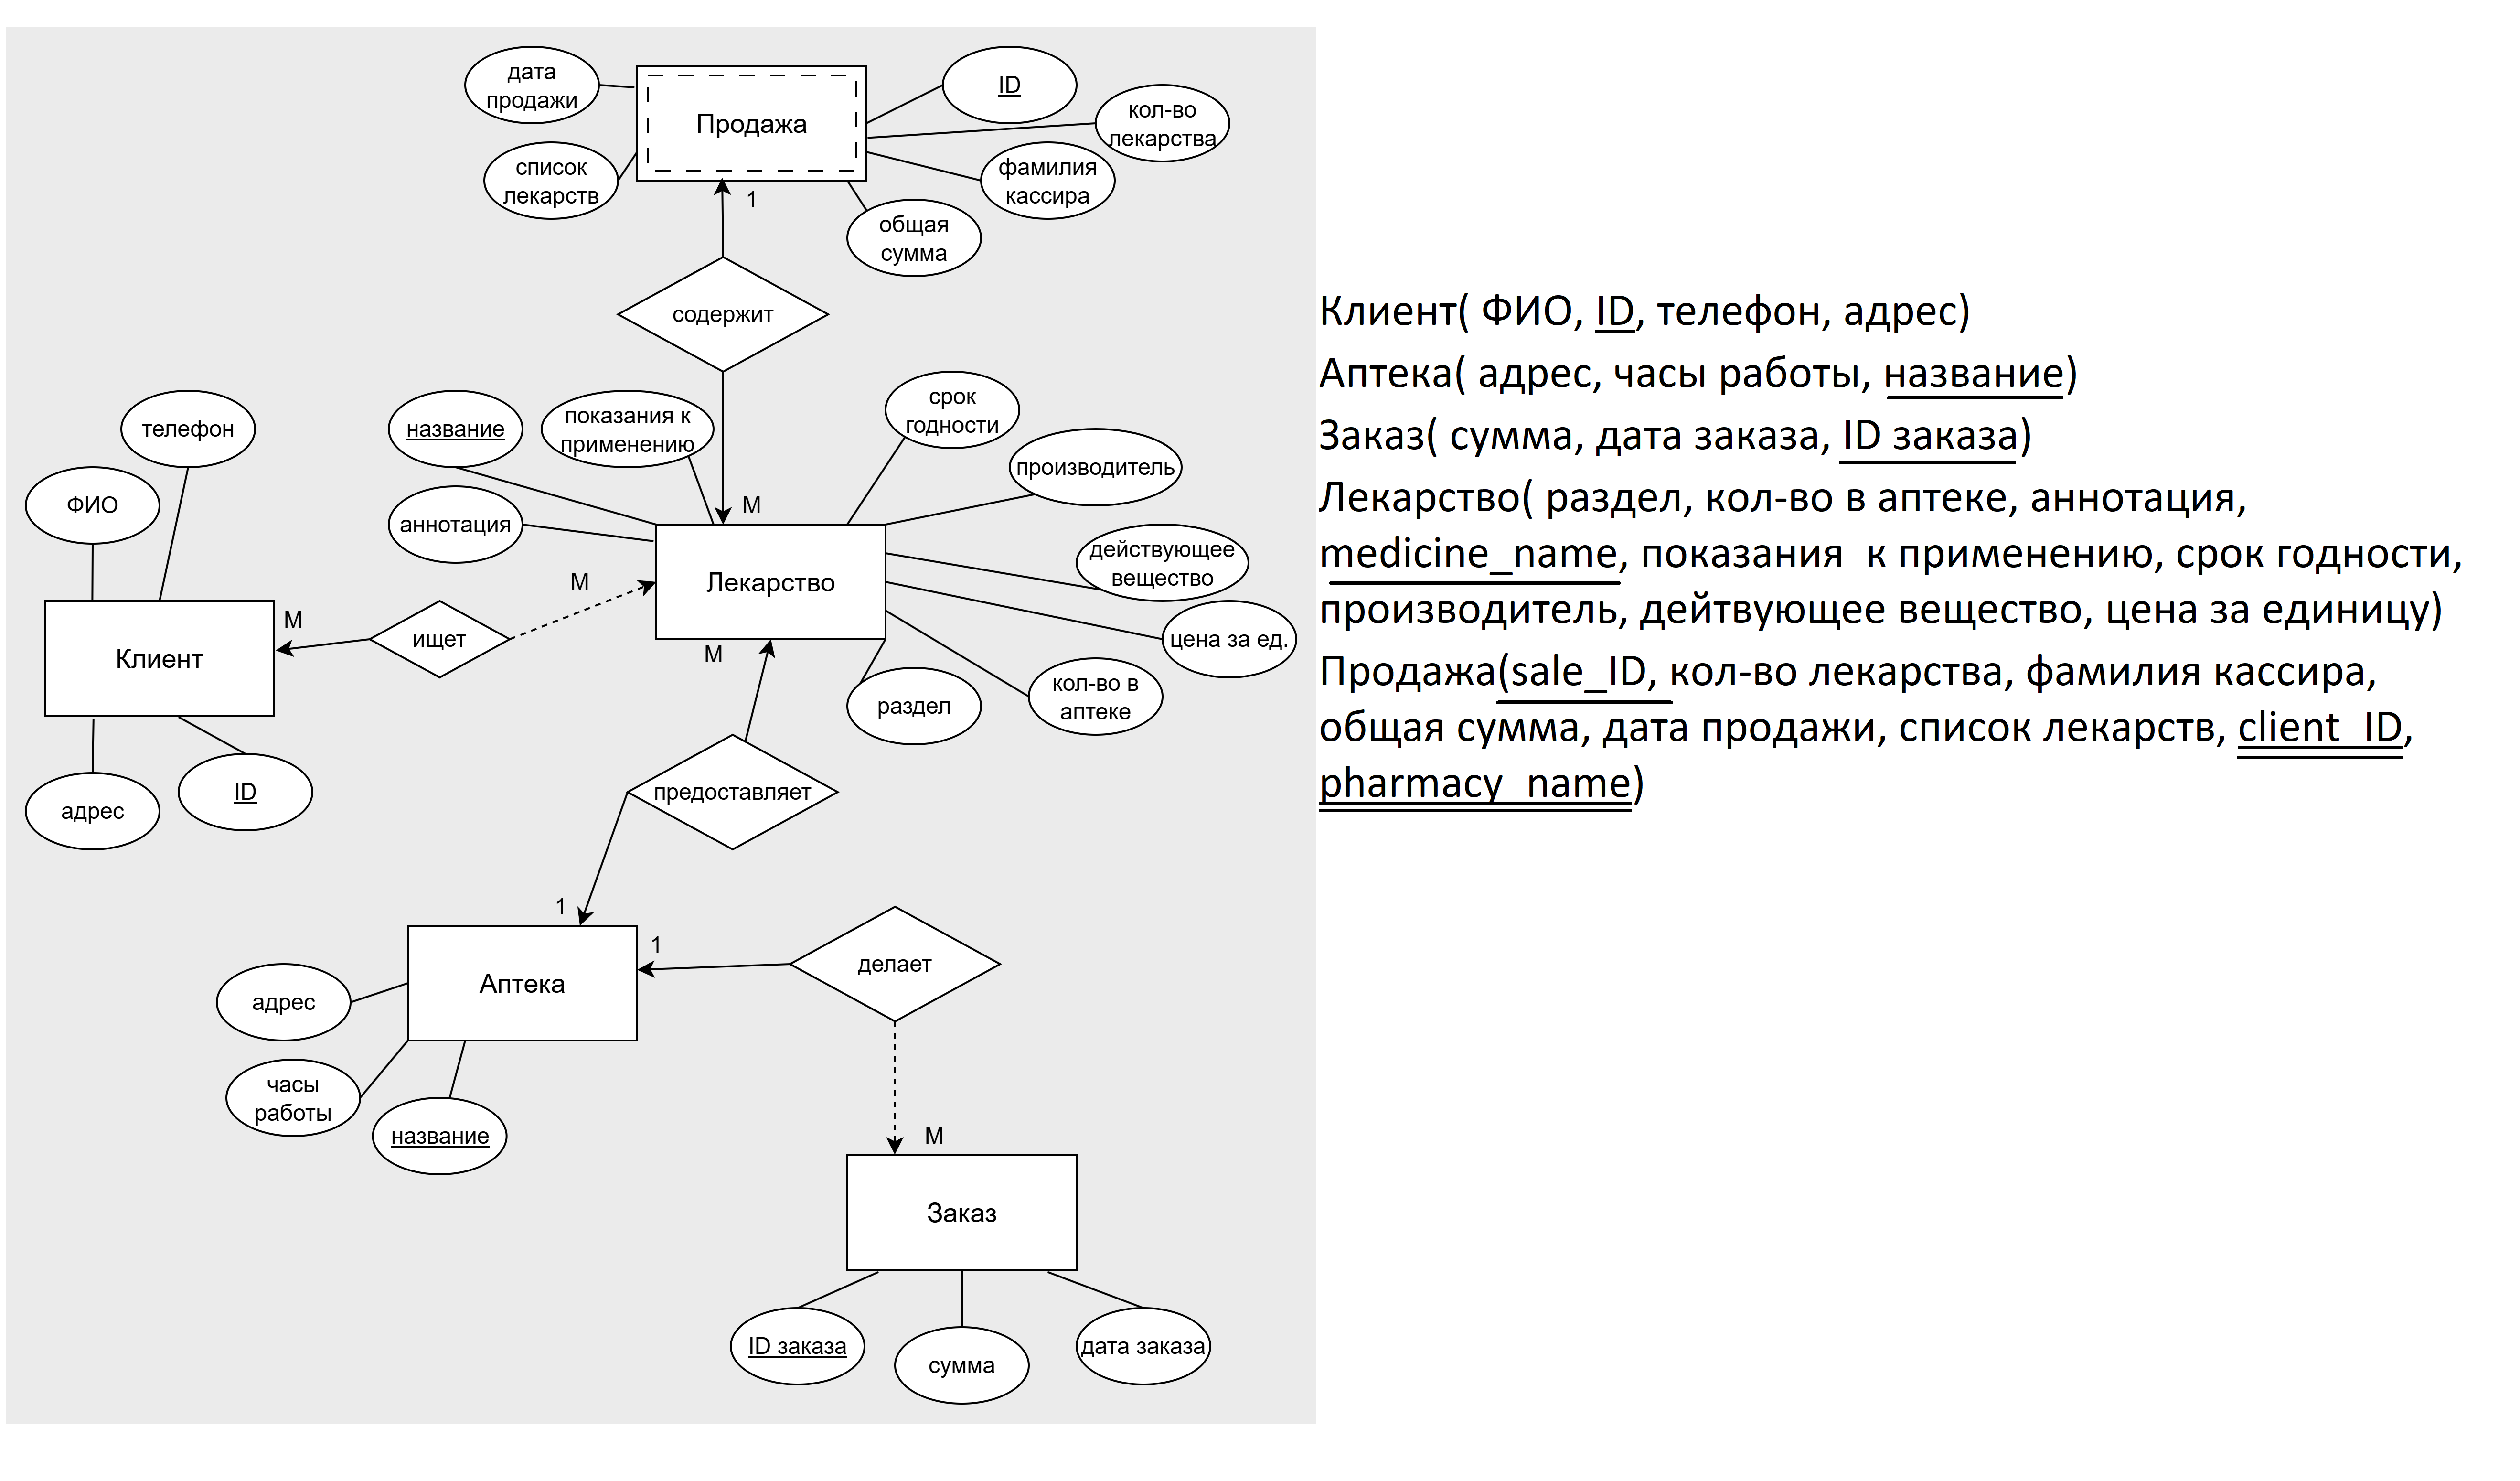 дата
продажи
Продажа
ID
кол-во
лекарства
список
лекарств
фамилия
кассира
1
общая
сумма
содержит
телефон
название
показания к
применению
срок
годности
производитель
ФИО
аннотация
M
действующее
вещество
M
Лекарство
M
ищет
цена за ед.
Клиент
M
раздел
кол-во в
аптеке
адрес
ID
предоставляет
1
1
делает
Аптека
адрес
часы
работы
название
M
Заказ
ID заказа
сумма
дата заказа
Клиент( ФИО, ID, телефон, адрес)
Аптека( адрес, часы работы, название)
Заказ( сумма, дата заказа, ID заказа)
Лекарство( раздел, кол-во в аптеке, аннотация,
medicine_name, показания к применению, срок годности,
производитель, дейтвующее вещество, цена за единицу)
Продажа(sale_ID, кол-во лекарства, фамилия кассира,
общая сумма, дата продажи, список лекарств, client_ID,
pharmacy_name)